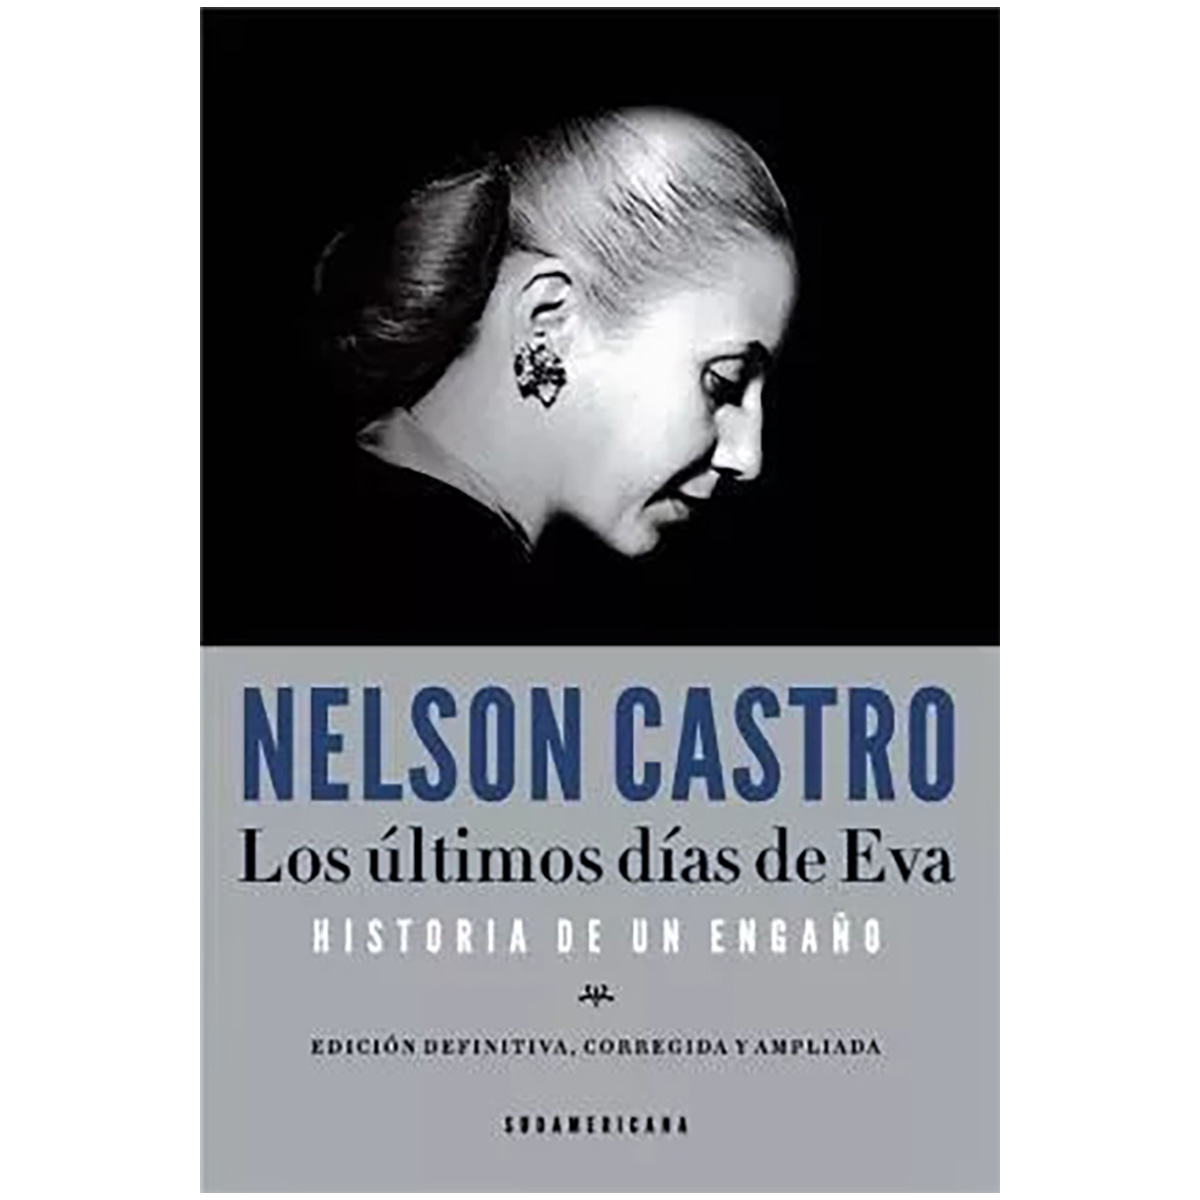 NELSON CASTRO
Los últimos días de Eva
HISTORIA DE UN ENGAÑO
EDICIÓN DEFINITIVA, CORREGIDA Y AMPLIADA
SUDAMERICANA